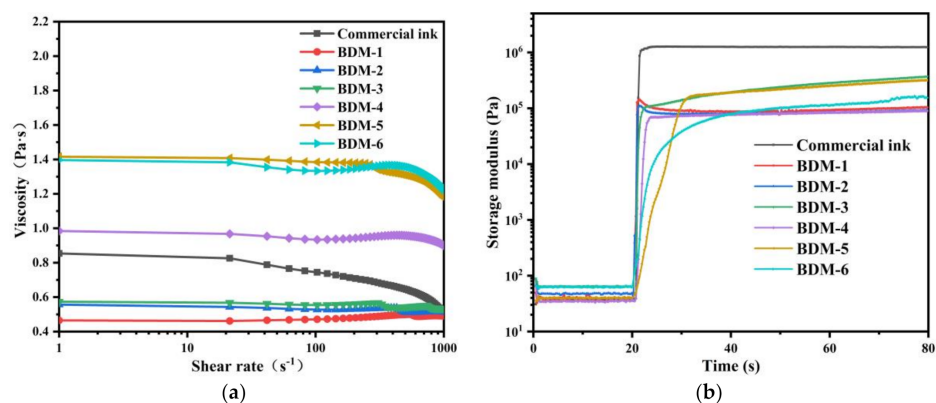 2.2
2.0
1.8
1.6
1.4
1.2
1.0
0.8
0.6
0.4
Viscosity（Pa·s）
1
10
100
1000
Shear rate（s⁻¹）
Commercial ink
BDM-1
BDM-2
BDM-3
BDM-4
BDM-5
BDM-6
(a)
10⁶
10⁵
10⁴
10³
10²
10¹
Storage modulus (Pa)
0
20
40
60
80
Time (s)
Commercial ink
BDM-1
BDM-2
BDM-3
BDM-4
BDM-5
BDM-6
(b)